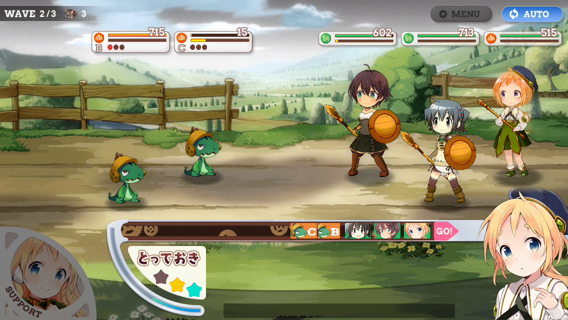 WAVE 2/3
3
MENU
AUTO
715
B
15
C
602
713
515
C
B
GO!
とっておき
SUPPORT